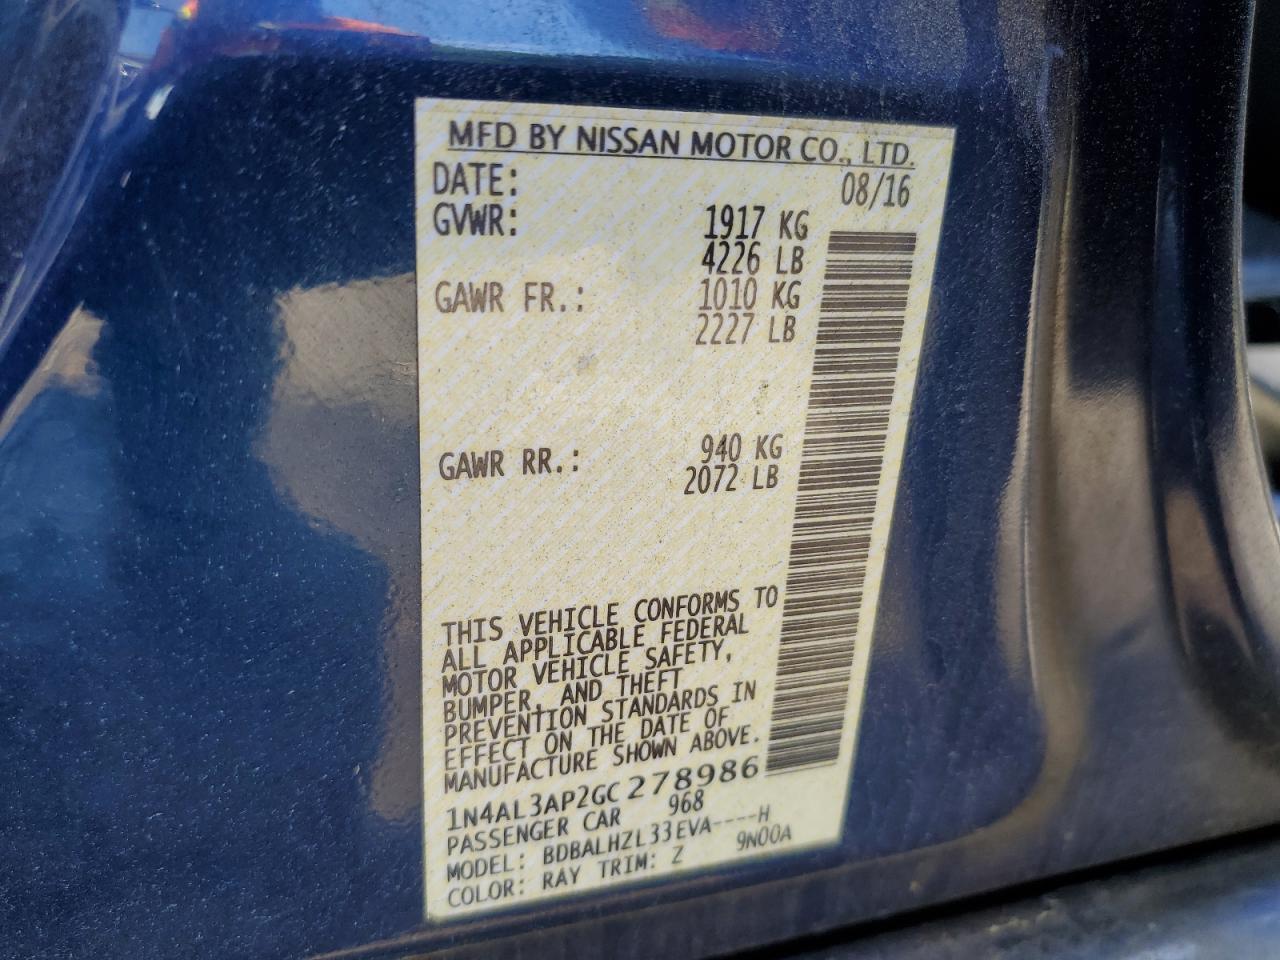 MFD BY NISSAN MOTOR CO., LTD.
DATE: 08/16
GVWR: 1917 KG
4226 LB
GAWR FR.: 1010 KG
2227 LB
GAWR RR.: 940 KG
2072 LB
THIS VEHICLE CONFORMS TO
ALL APPLICABLE FEDERAL
MOTOR VEHICLE SAFETY,
BUMPER, AND THEFT
PREVENTION STANDARDS IN
EFFECT ON THE DATE OF
MANUFACTURE SHOWN ABOVE.
1N4AL3AP2GC278986
PASSENGER CAR 968
MODEL: BDBALHZL33EVA----H
COLOR: RAY TRIM: Z 9N00A